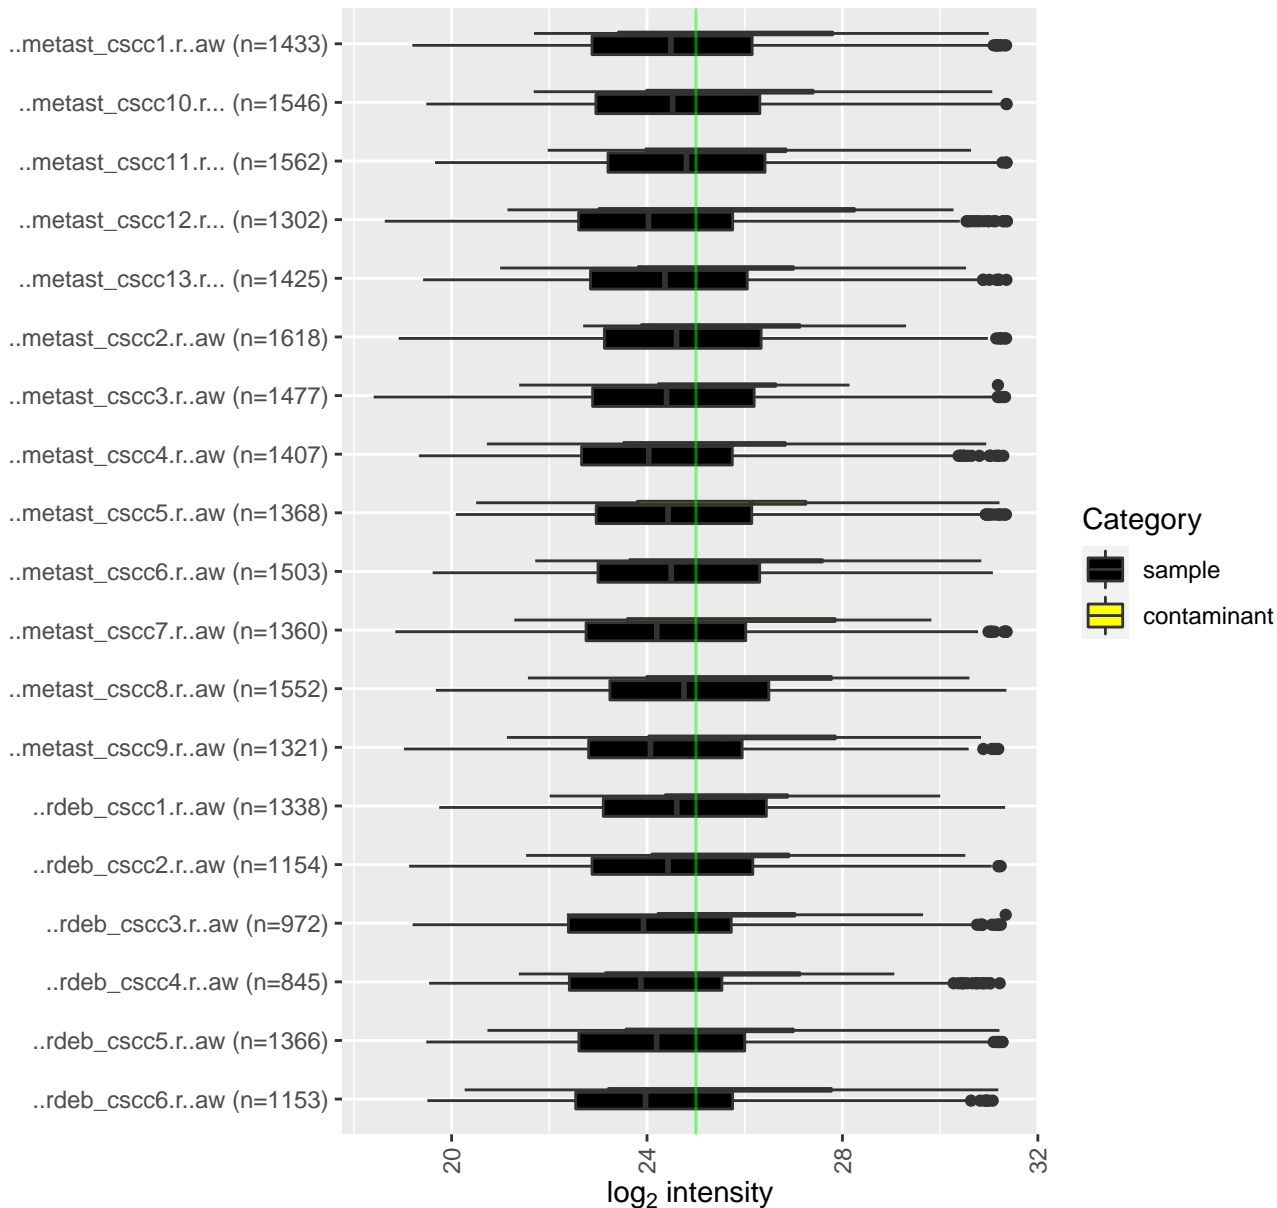 ..metast_cscc1.r..aw (n=1433)
..metast_cscc10.r... (n=1546)
..metast_cscc11.r... (n=1562)
..metast_cscc12.r... (n=1302)
..metast_cscc13.r... (n=1425)
..metast_cscc2.r..aw (n=1618)
..metast_cscc3.r..aw (n=1477)
..metast_cscc4.r..aw (n=1407)
..metast_cscc5.r..aw (n=1368)
..metast_cscc6.r..aw (n=1503)
..metast_cscc7.r..aw (n=1360)
..metast_cscc8.r..aw (n=1552)
..metast_cscc9.r..aw (n=1321)
..rdeb_cscc1.r..aw (n=1338)
..rdeb_cscc2.r..aw (n=1154)
..rdeb_cscc3.r..aw (n=972)
..rdeb_cscc4.r..aw (n=845)
..rdeb_cscc5.r..aw (n=1366)
..rdeb_cscc6.r..aw (n=1153)
20 24 28 32
log₂ intensity
Category
sample
contaminant